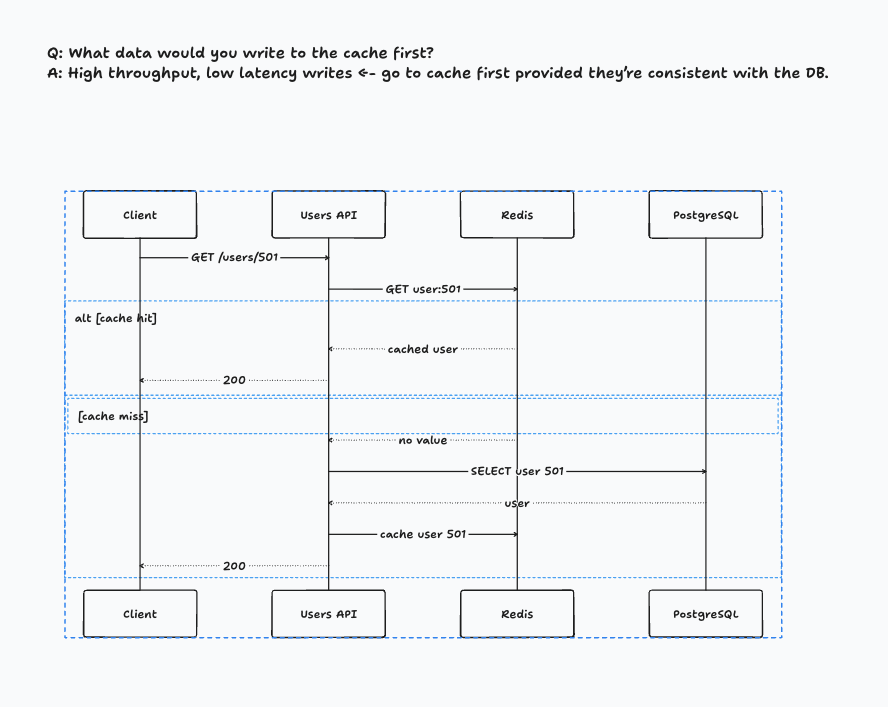 Q: What data would you write to the cache first?
A: High throughput, low latency writes <- go to cache first provided they're consistent with the DB.
Client
Users API
Redis
PostgreSQL
GET /users/501
GET user:501
alt [cache hit]
cached user
200
[cache miss]
no value
SELECT user 501
user
cache user 501
200
Client
Users API
Redis
PostgreSQL